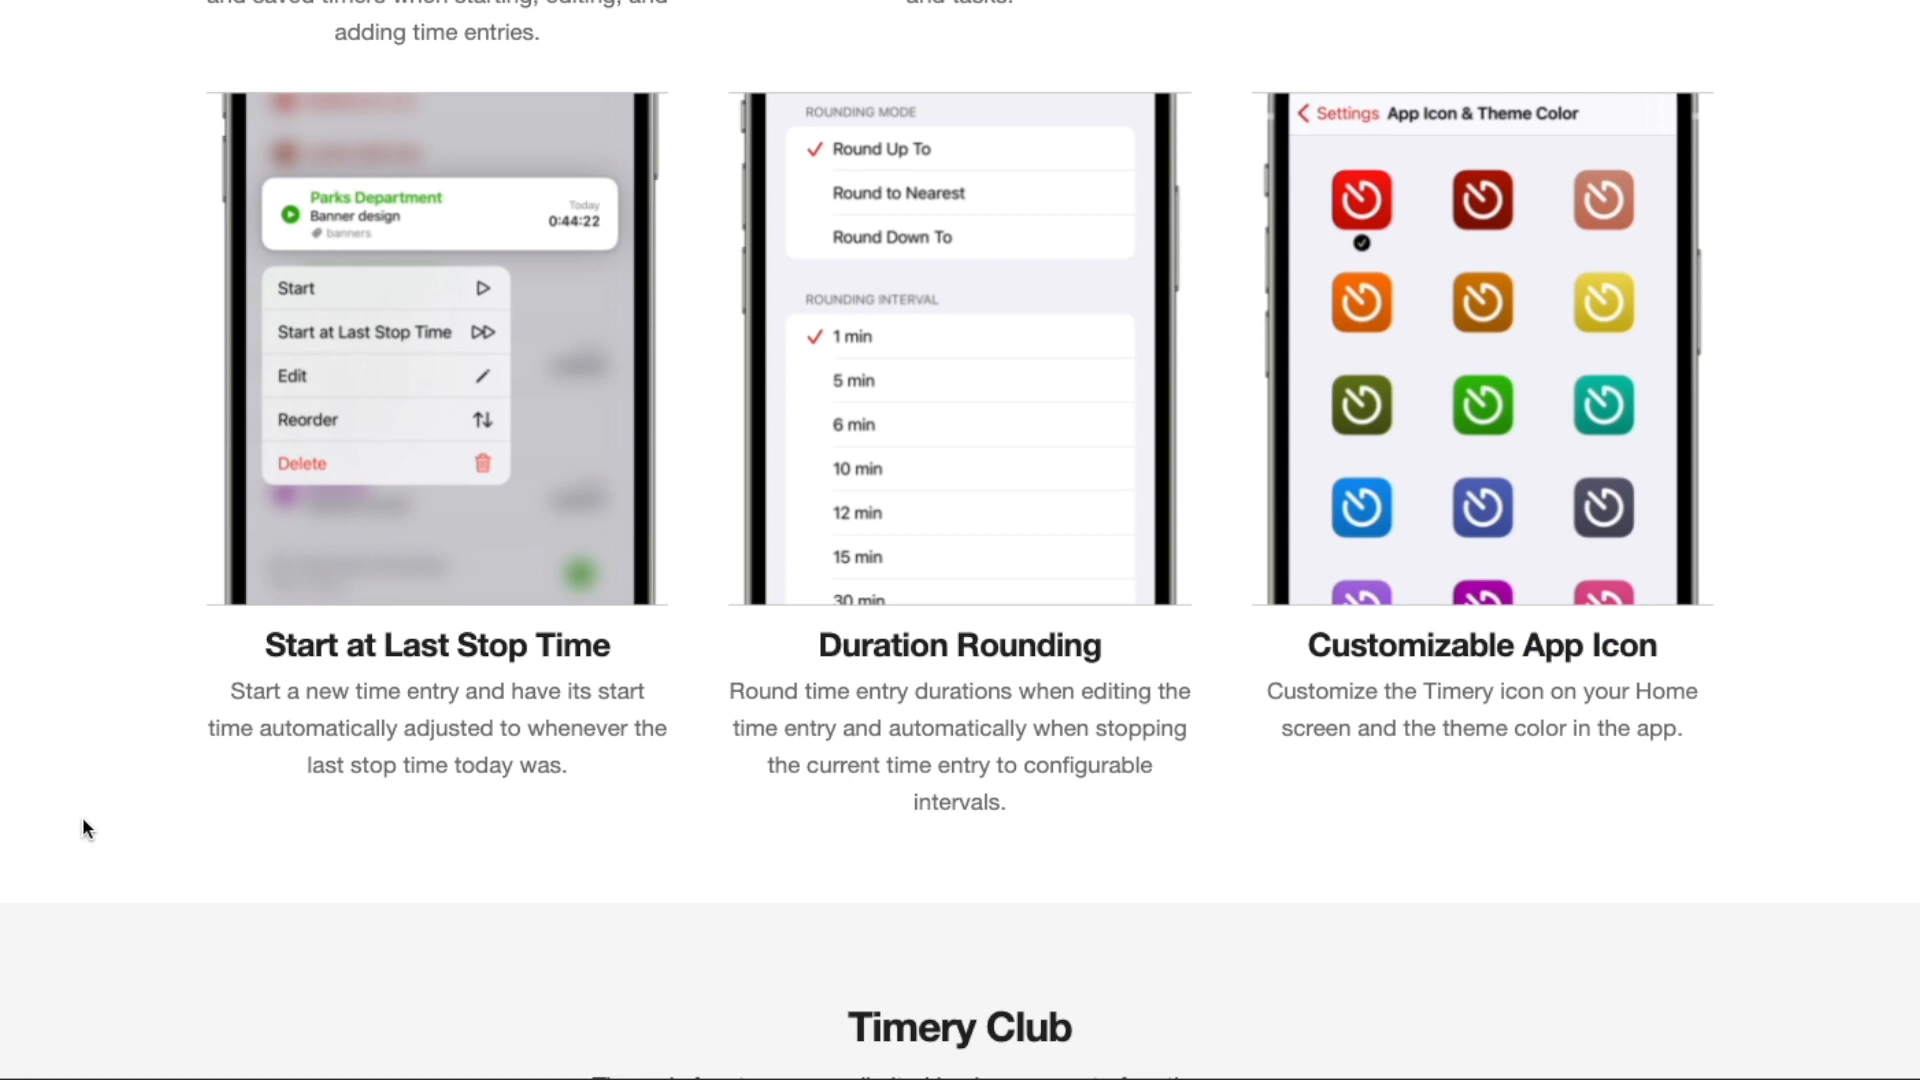 adding time entries.
Parks Department
Banner design
banners
Today
0:44:22
Start
Start at Last Stop Time
Edit
Reorder
Delete
ROUNDING MODE
Round Up To
Round to Nearest
Round Down To
ROUNDING INTERVAL
1 min
5 min
6 min
10 min
12 min
15 min
30 min
Settings App Icon & Theme Color
Start at Last Stop Time
Start a new time entry and have its start
time automatically adjusted to whenever the
last stop time today was.
Duration Rounding
Round time entry durations when editing the
time entry and automatically when stopping
the current time entry to configurable
intervals.
Customizable App Icon
Customize the Timery icon on your Home
screen and the theme color in the app.
Timery Club